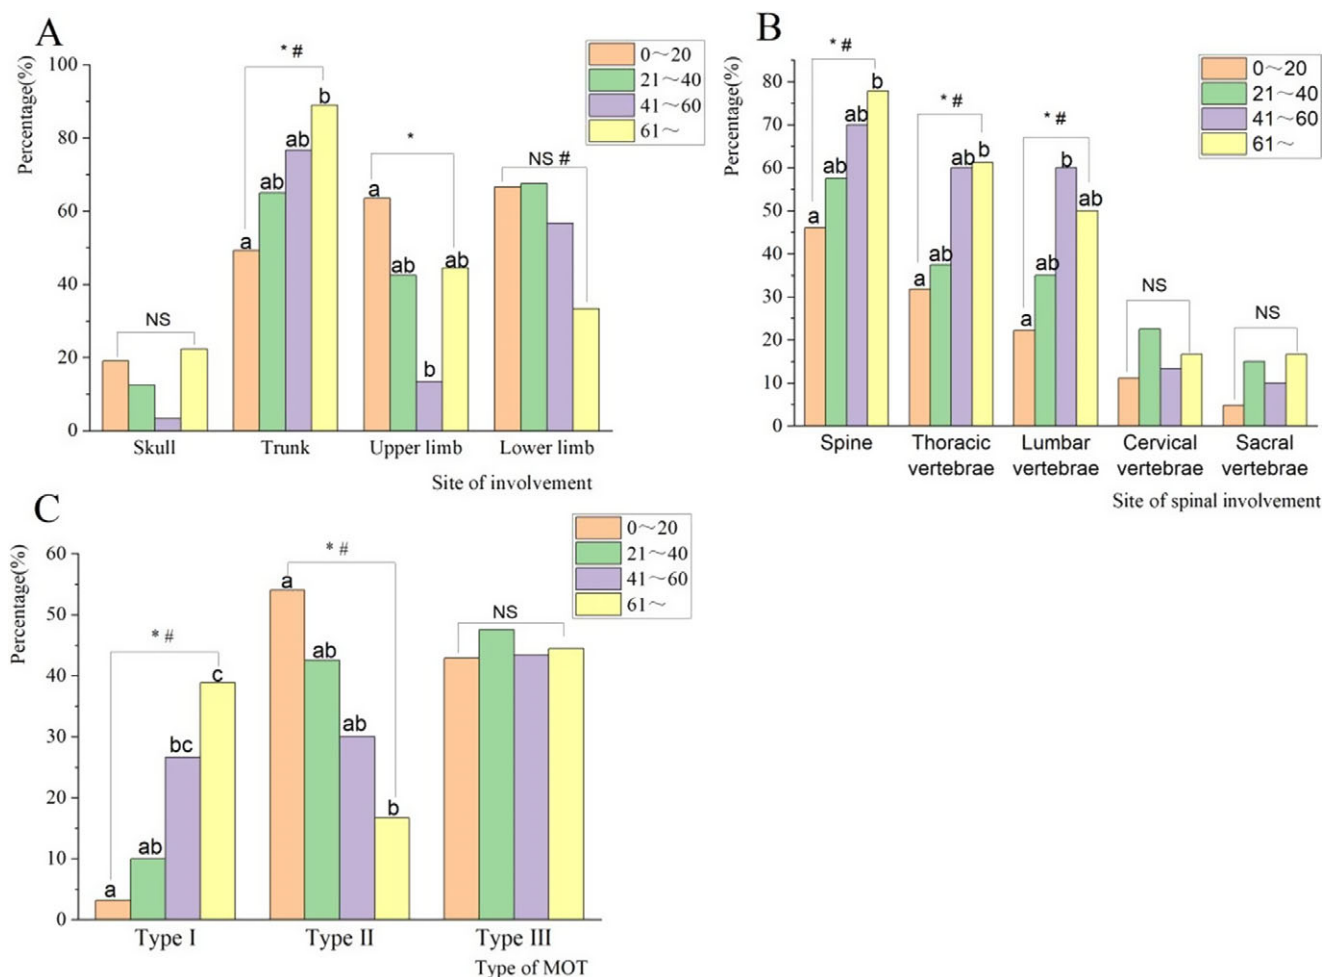 A
Percentage(%)
100
80
60
40
20
0
0～20
21～40
41～60
61～
NS
* #
a
ab
ab
b
*
a
ab
b
ab
NS #
Skull
Trunk
Upper limb
Lower limb
Site of involvement
B
Percentage(%)
80
70
60
50
40
30
20
10
0
0～20
21～40
41～60
61～
* #
a
ab
ab
b
* #
a
ab
ab
b
* #
a
ab
b
ab
NS
NS
Spine
Thoracic
vertebrae
Lumbar
vertebrae
Cervical
vertebrae
Sacral
vertebrae
Site of spinal involvement
C
Percentage(%)
60
50
40
30
20
10
0
0～20
21～40
41～60
61～
* #
a
ab
bc
c
* #
a
ab
ab
b
NS
Type I
Type II
Type III
Type of MOT